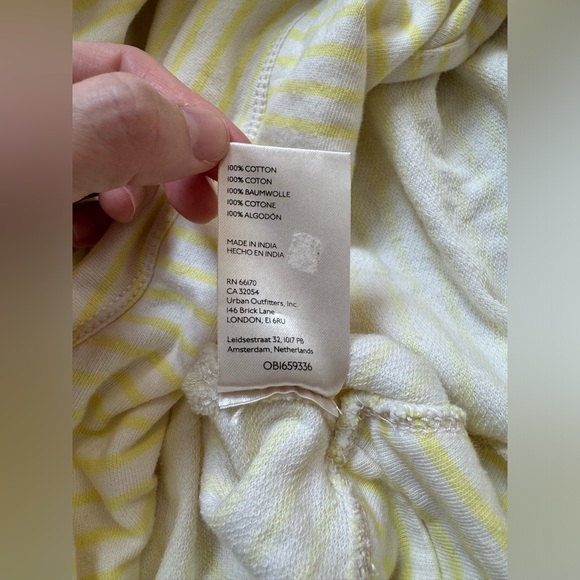 100% COTTON
100% COTON
100% BAUMWOLLE
100% COTONE
100% ALGODÓN
MADE IN INDIA
HECHO EN INDIA
RN 66170
CA 32054
Urban Outfitters, Inc.
146 Brick Lane
LONDON, E1 6RU
Leidsestraat 32, 1017 PB
Amsterdam, Netherlands
OB1659336